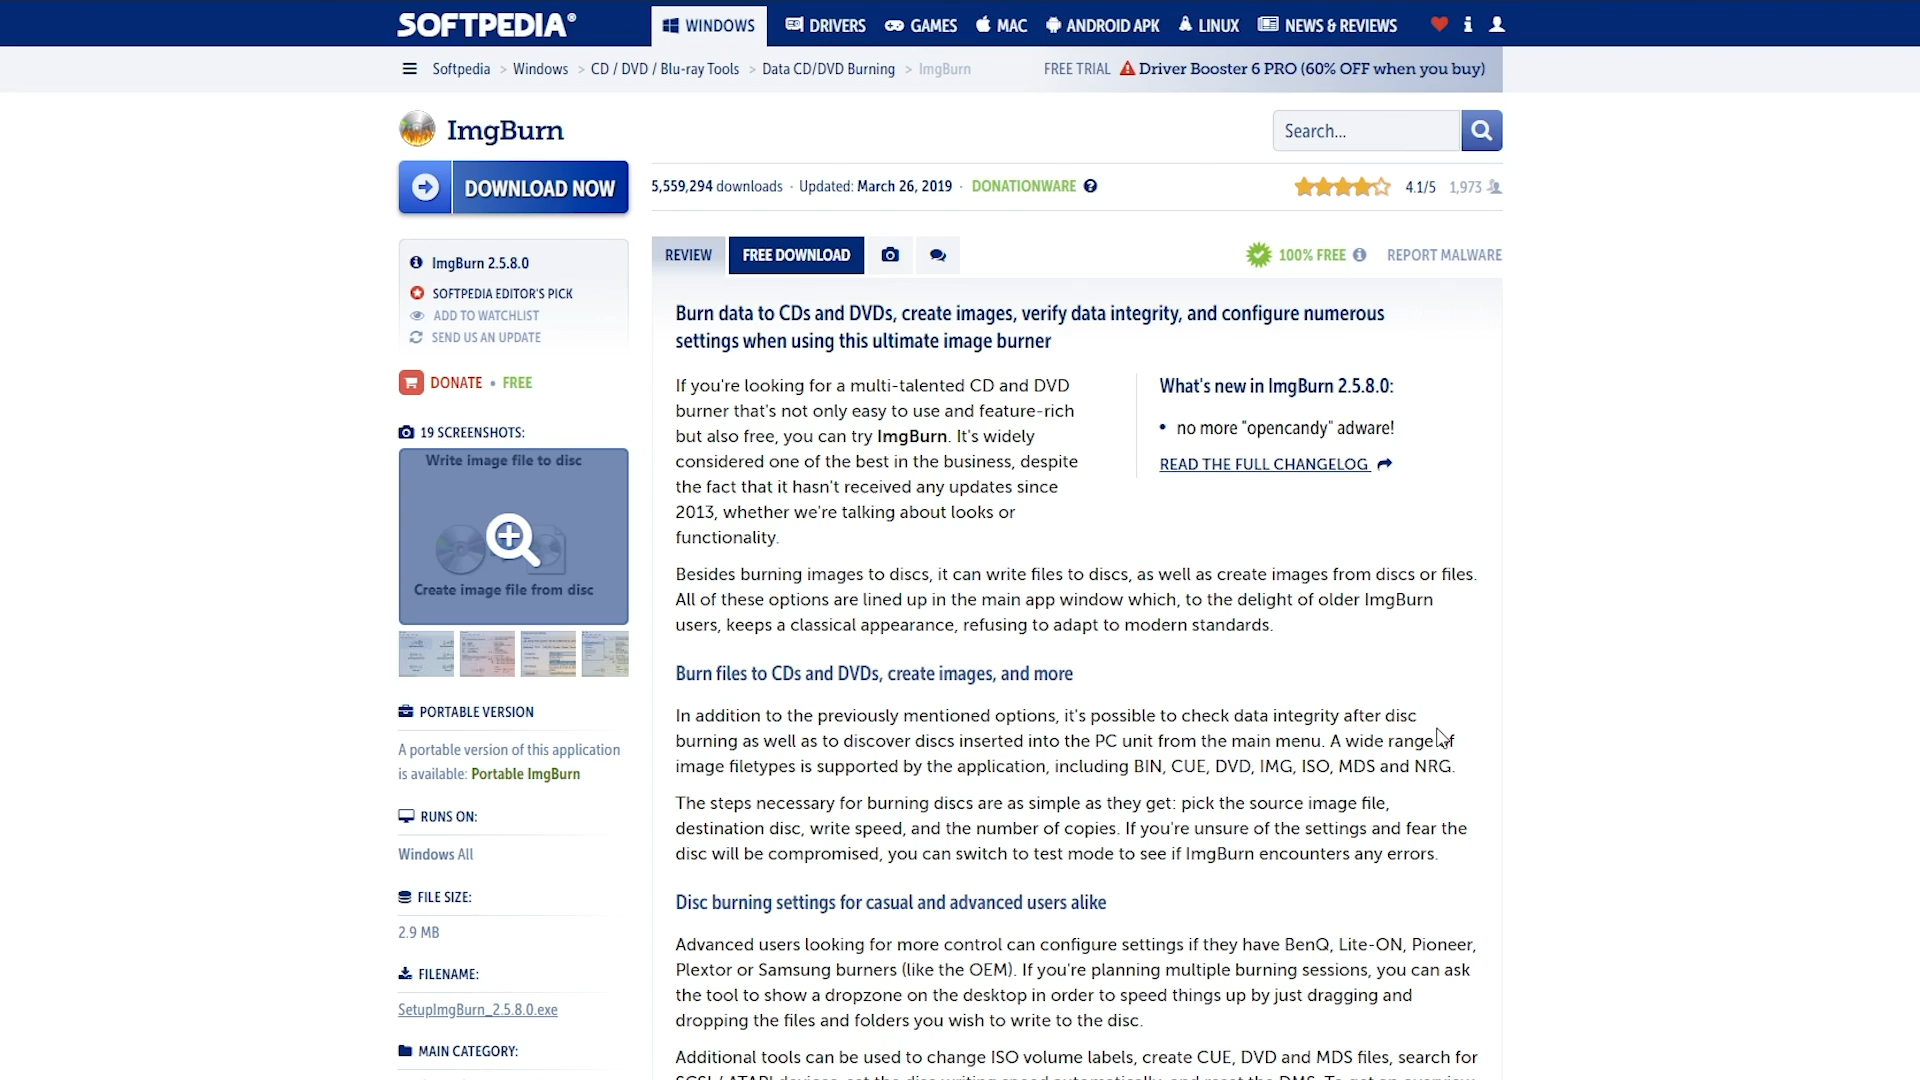 SOFTPEDIA®
WINDOWS
DRIVERS
GAMES
MAC
ANDROID APK
LINUX
NEWS & REVIEWS
Softpedia > Windows > CD / DVD / Blu-ray Tools > Data CD/DVD Burning > ImgBurn
FREE TRIAL Driver Booster 6 PRO (60% OFF when you buy)
ImgBurn
Search...
DOWNLOAD NOW
5,559,294 downloads · Updated: March 26, 2019 · DONATIONWARE ?
4.1/5 1,973
ImgBurn 2.5.8.0
SOFTPEDIA EDITOR'S PICK
ADD TO WATCHLIST
SEND US AN UPDATE
DONATE • FREE
19 SCREENSHOTS:
Write image file to disc
Create image file from disc
PORTABLE VERSION
A portable version of this application
is available: Portable ImgBurn
RUNS ON:
Windows All
FILE SIZE:
2.9 MB
FILENAME:
SetupImgBurn_2.5.8.0.exe
MAIN CATEGORY:
REVIEW
FREE DOWNLOAD
100% FREE
REPORT MALWARE
Burn data to CDs and DVDs, create images, verify data integrity, and configure numerous
settings when using this ultimate image burner
If you're looking for a multi-talented CD and DVD
burner that's not only easy to use and feature-rich
but also free, you can try ImgBurn. It's widely
considered one of the best in the business, despite
the fact that it hasn't received any updates since
2013, whether we're talking about looks or
functionality.
What's new in ImgBurn 2.5.8.0:
• no more "opencandy" adware!
READ THE FULL CHANGELOG
Besides burning images to discs, it can write files to discs, as well as create images from discs or files.
All of these options are lined up in the main app window which, to the delight of older ImgBurn
users, keeps a classical appearance, refusing to adapt to modern standards.
Burn files to CDs and DVDs, create images, and more
In addition to the previously mentioned options, it's possible to check data integrity after disc
burning as well as to discover discs inserted into the PC unit from the main menu. A wide range of
image filetypes is supported by the application, including BIN, CUE, DVD, IMG, ISO, MDS and NRG.
The steps necessary for burning discs are as simple as they get: pick the source image file,
destination disc, write speed, and the number of copies. If you're unsure of the settings and fear the
disc will be compromised, you can switch to test mode to see if ImgBurn encounters any errors.
Disc burning settings for casual and advanced users alike
Advanced users looking for more control can configure settings if they have BenQ, Lite-ON, Pioneer,
Plextor or Samsung burners (like the OEM). If you're planning multiple burning sessions, you can ask
the tool to show a dropzone on the desktop in order to speed things up by just dragging and
dropping the files and folders you wish to write to the disc.
Additional tools can be used to change ISO volume labels, create CUE, DVD and MDS files, search for